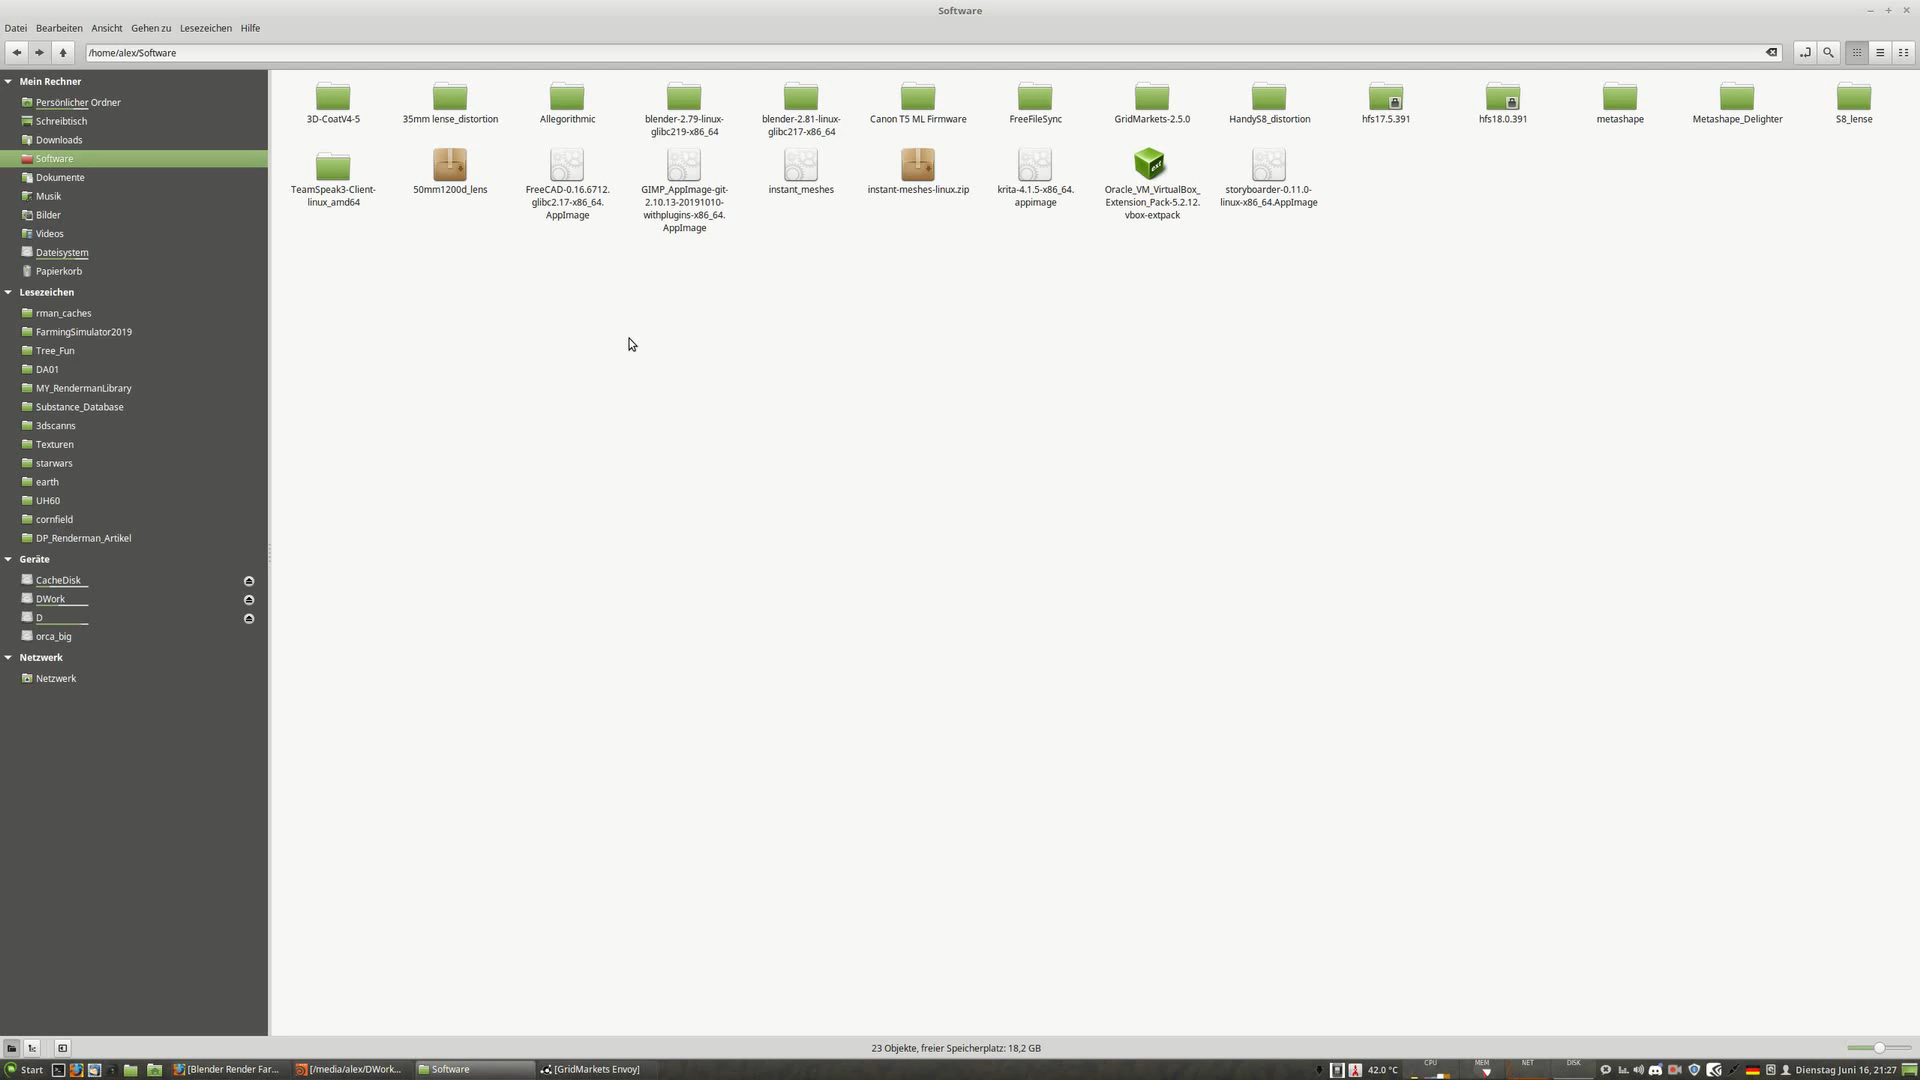 Software
Datei Bearbeiten Ansicht Gehen zu Lesezeichen Hilfe
/home/alex/Software
Mein Rechner
Persönlicher Ordner
Schreibtisch
Downloads
Software
Dokumente
Musik
Bilder
Videos
Dateisystem
Papierkorb
Lesezeichen
rman_caches
FarmingSimulator2019
Tree_Fun
DA01
MY_RendermanLibrary
Substance_Database
3dscanns
Texturen
starwars
earth
UH60
cornfield
DP_Renderman_Artikel
Geräte
CacheDisk
DWork
D
orca_big
Netzwerk
Netzwerk
3D-CoatV4-5
35mm lense_distortion
Allegorithmic
blender-2.79-linux-
glibc219-x86_64
blender-2.81-linux-
glibc217-x86_64
Canon T5 ML Firmware
FreeFileSync
GridMarkets-2.5.0
HandyS8_distortion
hfs17.5.391
hfs18.0.391
metashape
Metashape_Delighter
S8_lense
TeamSpeak3-Client-
linux_amd64
50mm1200d_lens
FreeCAD-0.16.6712.
glibc2.17-x86_64.
AppImage
GIMP_AppImage-git-
2.10.13-20191010-
withplugins-x86_64.
AppImage
instant_meshes
instant-meshes-linux.zip
krita-4.1.5-x86_64.
appimage
Oracle_VM_VirtualBox_
Extension_Pack-5.2.12.
vbox-extpack
storyboarder-0.11.0-
linux-x86_64.AppImage
23 Objekte, freier Speicherplatz: 18,2 GB
Start [Blender Render Far... [/media/alex/DWork... Software [GridMarkets Envoy] 42.0 °C CPU MEM NET DISK Dienstag Juni 16, 21:27